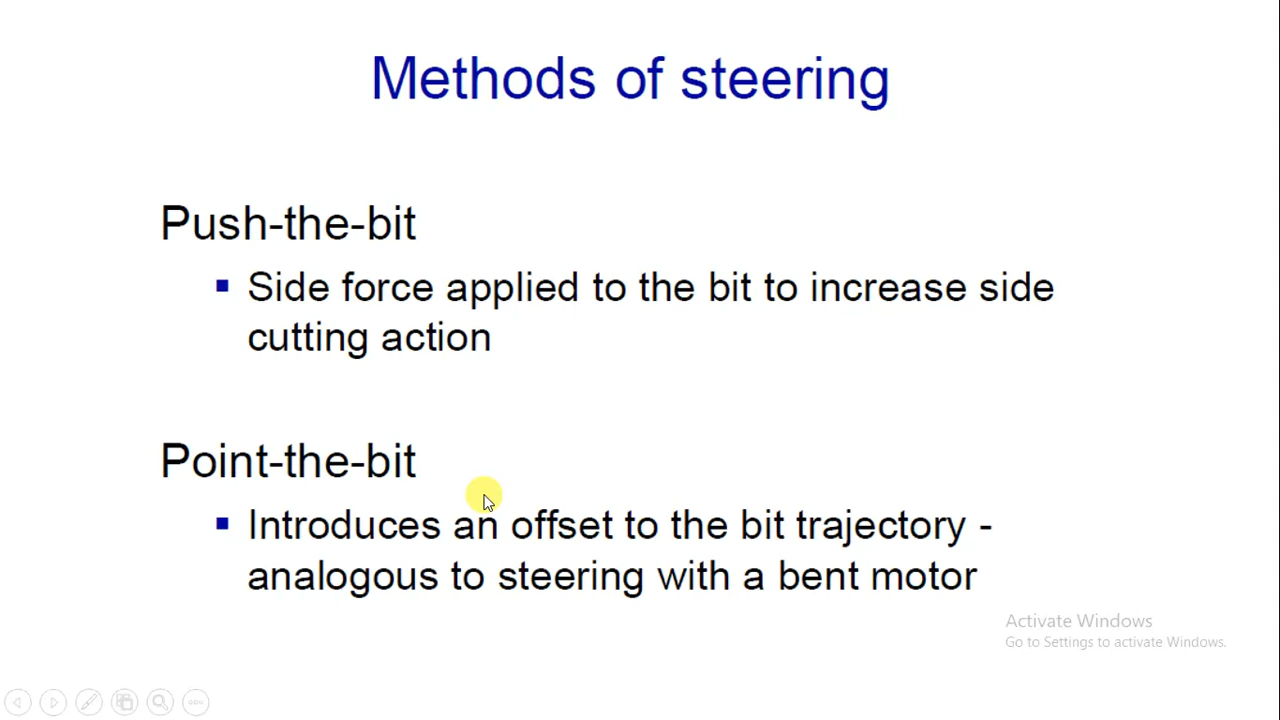 Methods of steering
Push-the-bit
Side force applied to the bit to increase side
cutting action
Point-the-bit
Introduces an offset to the bit trajectory -
analogous to steering with a bent motor
Activate Windows
Go to Settings to activate Windows.